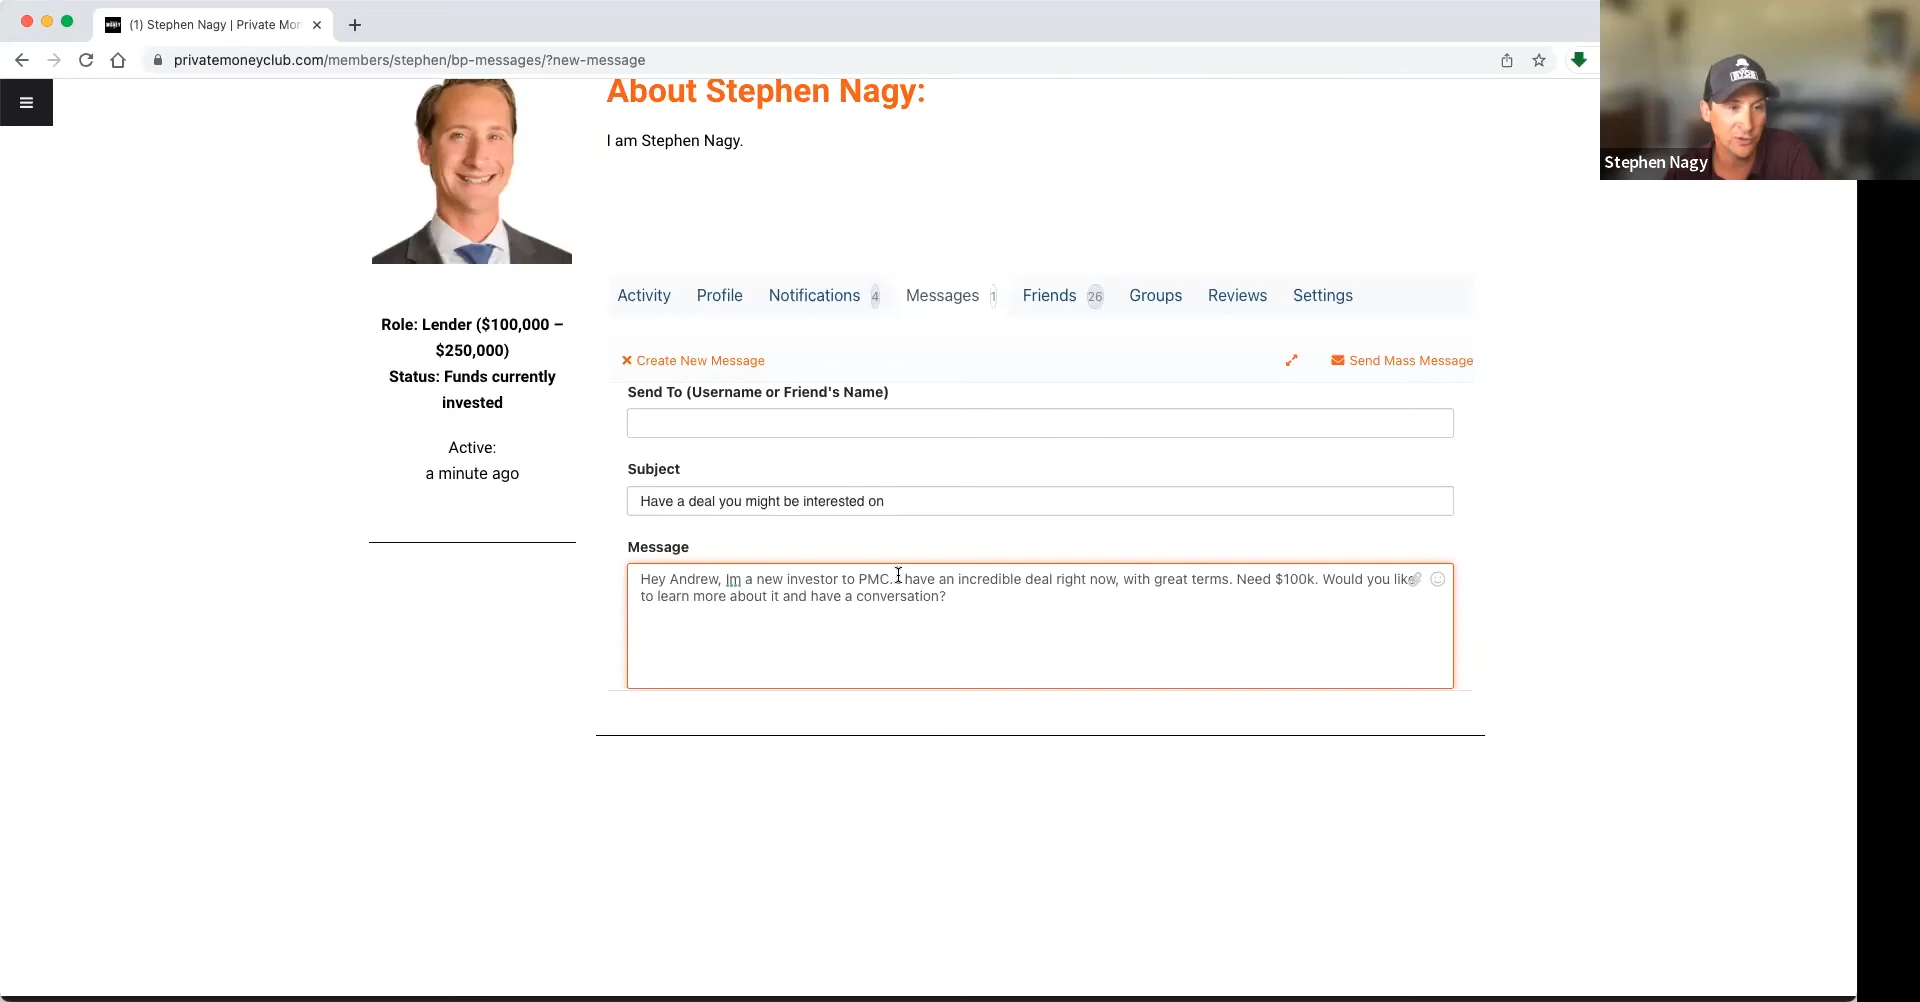 (1) Stephen Nagy | Private Mor
privatemoneyclub.com/members/stephen/bp-messages/?new-message
About Stephen Nagy:
I am Stephen Nagy.
Stephen Nagy
Role: Lender ($100,000 –
$250,000)
Status: Funds currently
invested
Active:
a minute ago
Activity Profile Notifications 4 Messages 1 Friends 26 Groups Reviews Settings
Create New Message Send Mass Message
Send To (Username or Friend's Name)
Subject
Have a deal you might be interested on
Message
Hey Andrew, Im a new investor to PMC. I have an incredible deal right now, with great terms. Need $100k. Would you like
to learn more about it and have a conversation?